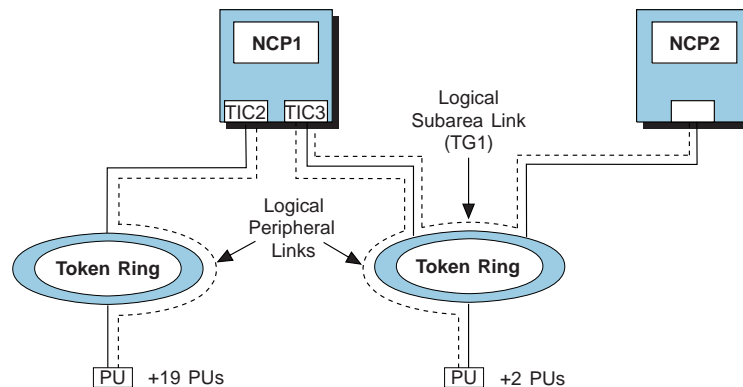 NCP1
NCP2
TIC2
TIC3
Logical
Subarea Link
(TG1)
Logical
Peripheral
Links
Token Ring
Token Ring
PU
+19 PUs
PU
+2 PUs